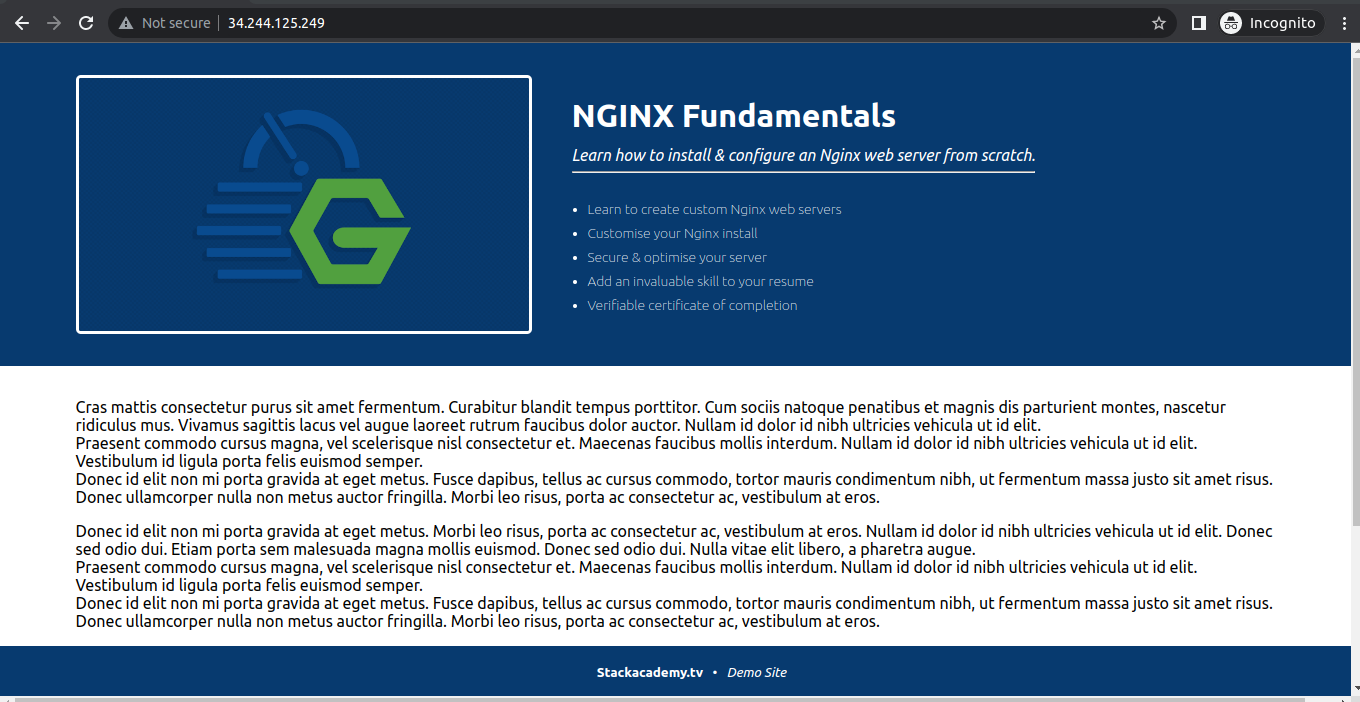 Not secure
34.244.125.249
Incognito
NGINX Fundamentals
Learn how to install & configure an Nginx web server from scratch.
• Learn to create custom Nginx web servers
• Customise your Nginx install
• Secure & optimise your server
• Add an invaluable skill to your resume
• Verifiable certificate of completion
Cras mattis consectetur purus sit amet fermentum. Curabitur blandit tempus porttitor. Cum sociis natoque penatibus et magnis dis parturient montes, nascetur
ridiculus mus. Vivamus sagittis lacus vel augue laoreet rutrum faucibus dolor auctor. Nullam id dolor id nibh ultricies vehicula ut id elit.
Praesent commodo cursus magna, vel scelerisque nisl consectetur et. Maecenas faucibus mollis interdum. Nullam id dolor id nibh ultricies vehicula ut id elit.
Vestibulum id ligula porta felis euismod semper.
Donec id elit non mi porta gravida at eget metus. Fusce dapibus, tellus ac cursus commodo, tortor mauris condimentum nibh, ut fermentum massa justo sit amet risus.
Donec ullamcorper nulla non metus auctor fringilla. Morbi leo risus, porta ac consectetur ac, vestibulum at eros.
Donec id elit non mi porta gravida at eget metus. Morbi leo risus, porta ac consectetur ac, vestibulum at eros. Nullam id dolor id nibh ultricies vehicula ut id elit. Donec
sed odio dui. Etiam porta sem malesuada magna mollis euismod. Donec sed odio dui. Nulla vitae elit libero, a pharetra augue.
Praesent commodo cursus magna, vel scelerisque nisl consectetur et. Maecenas faucibus mollis interdum. Nullam id dolor id nibh ultricies vehicula ut id elit.
Vestibulum id ligula porta felis euismod semper.
Donec id elit non mi porta gravida at eget metus. Fusce dapibus, tellus ac cursus commodo, tortor mauris condimentum nibh, ut fermentum massa justo sit amet risus.
Donec ullamcorper nulla non metus auctor fringilla. Morbi leo risus, porta ac consectetur ac, vestibulum at eros.
Stackacademy.tv • Demo Site